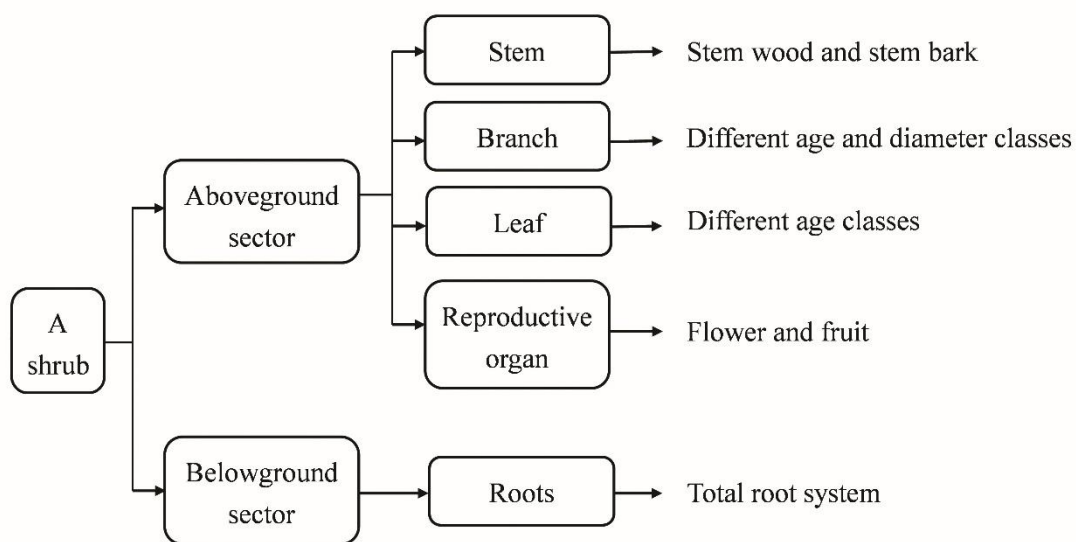 Stem
Stem wood and stem bark
Branch
Different age and diameter classes
Aboveground
sector
Leaf
Different age classes
A
shrub
Reproductive
organ
Flower and fruit
Belowground
sector
Roots
Total root system